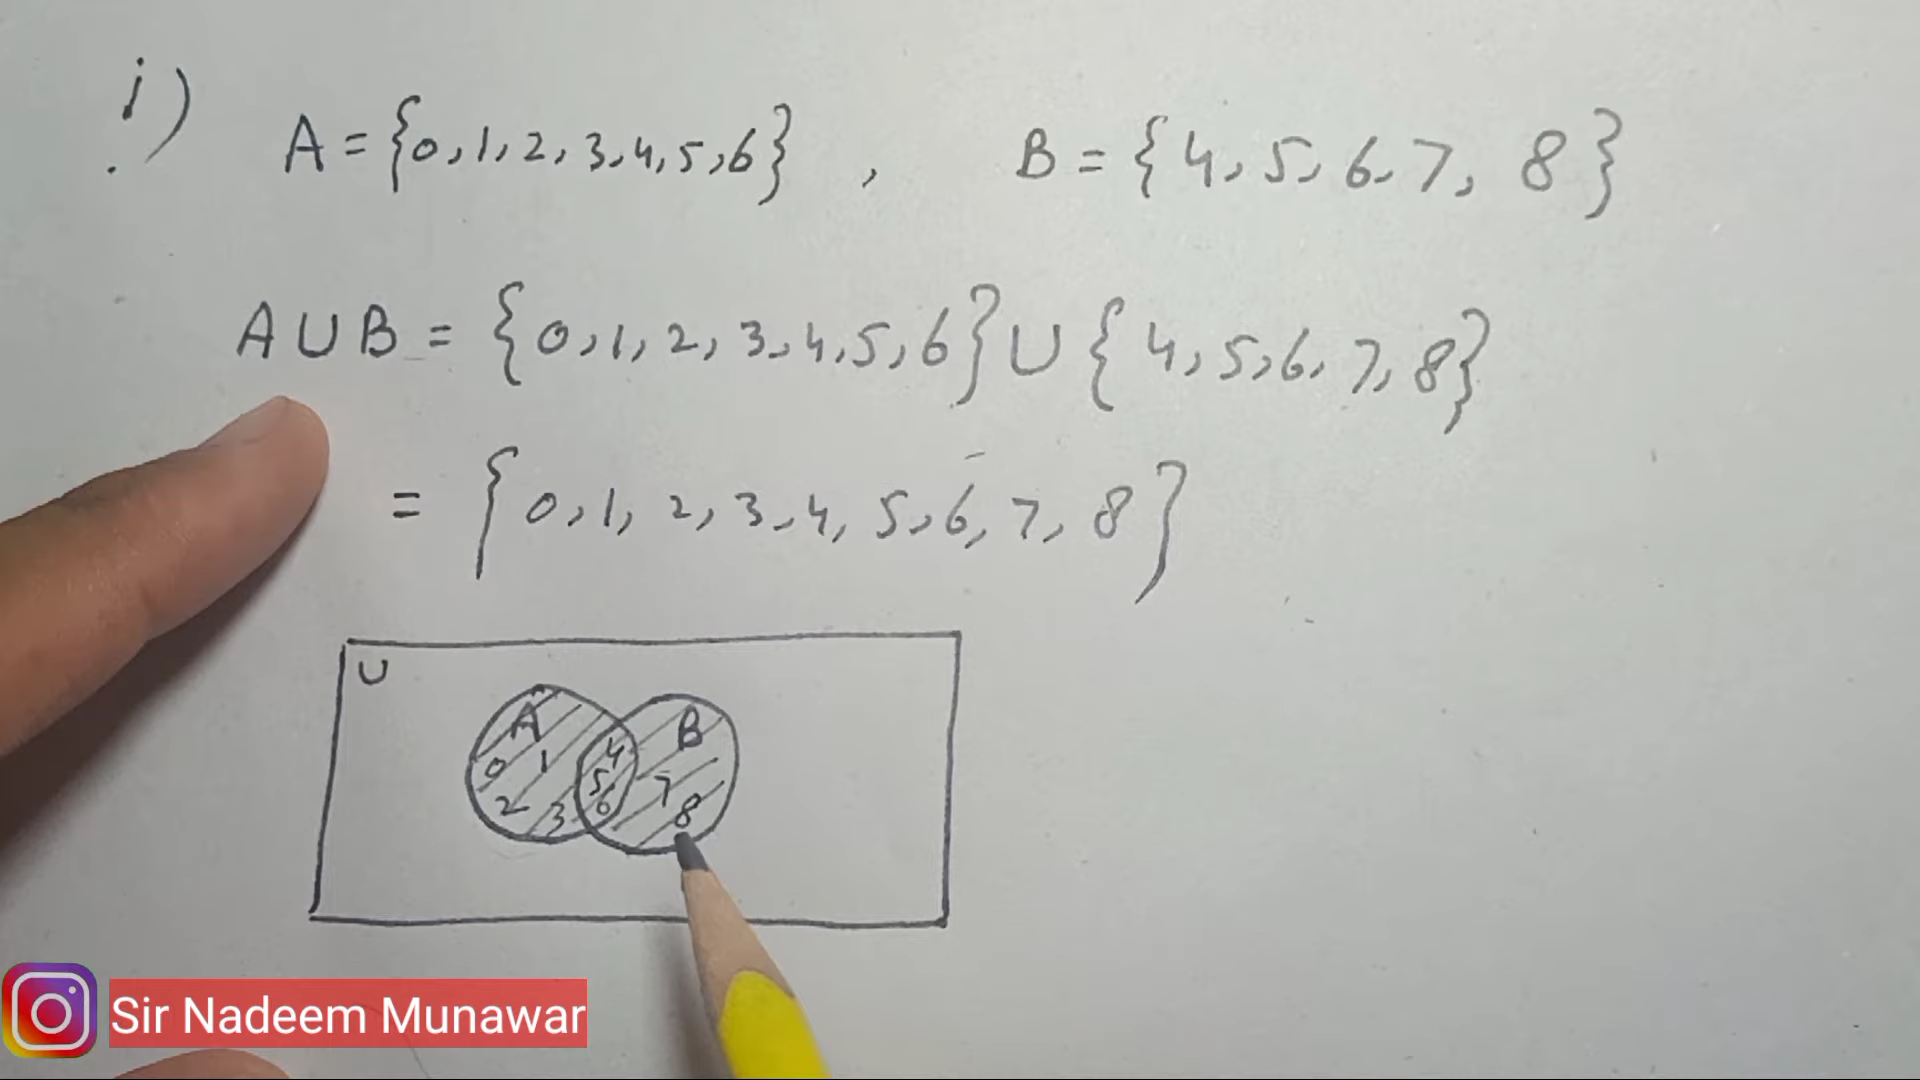 i)
A = {0,1,2,3,4,5,6} , B = {4,5,6,7,8}
A U B = {0,1,2,3,4,5,6} U {4,5,6,7,8}
= {0,1,2,3,4,5,6,7,8}
U
A B
0 1 4 5 7
2 3 6 8
Sir Nadeem Munawar